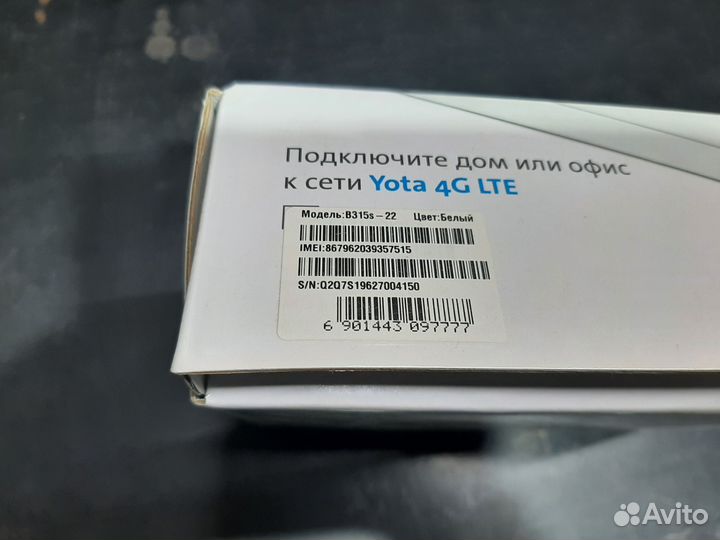 Подключите дом или офис
к сети Yota 4G LTE
Модель:B315s-22 Цвет:Белый
IMEI:867962039357515
S/N:Q2Q7S19627004150
6 901443 097777
Avito